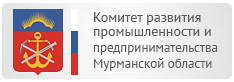 Комитет развития
промышленности и
предпринимательства
Мурманской области